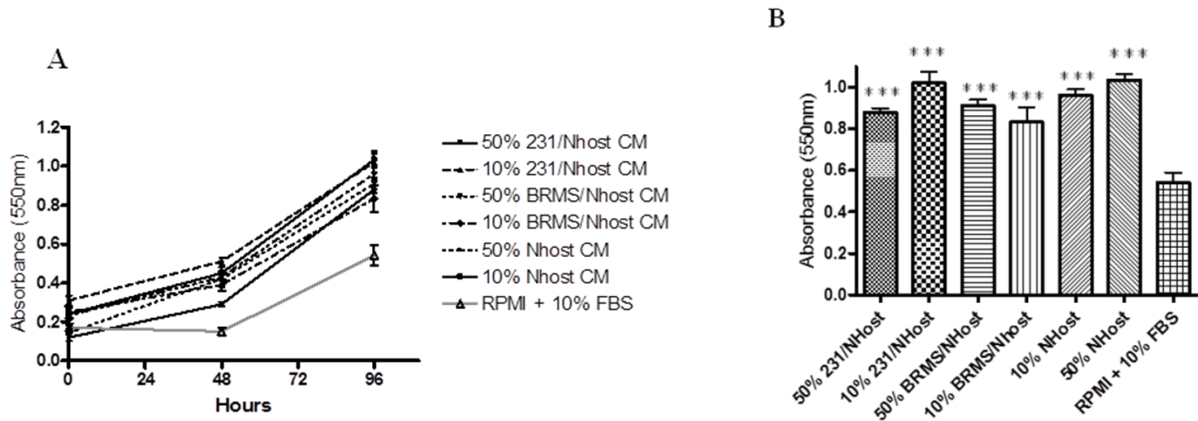 A
Absorbance (550nm)
1.2
1.0
0.8
0.6
0.4
0.2
0.0
0
24
48
72
96
Hours
50% 231/Nhost CM
10% 231/Nhost CM
50% BRMS/Nhost CM
10% BRMS/Nhost CM
50% Nhost CM
10% Nhost CM
RPMI + 10% FBS
B
Absorbance (550nm)
1.0
0.8
0.6
0.4
0.2
0.0
***
***
***
***
***
***
50% 231/NHost
10% 231/NHost
50% BRMS/NHost
10% BRMS/Nhost
10% NHost
50% NHost
RPMI + 10% FBS